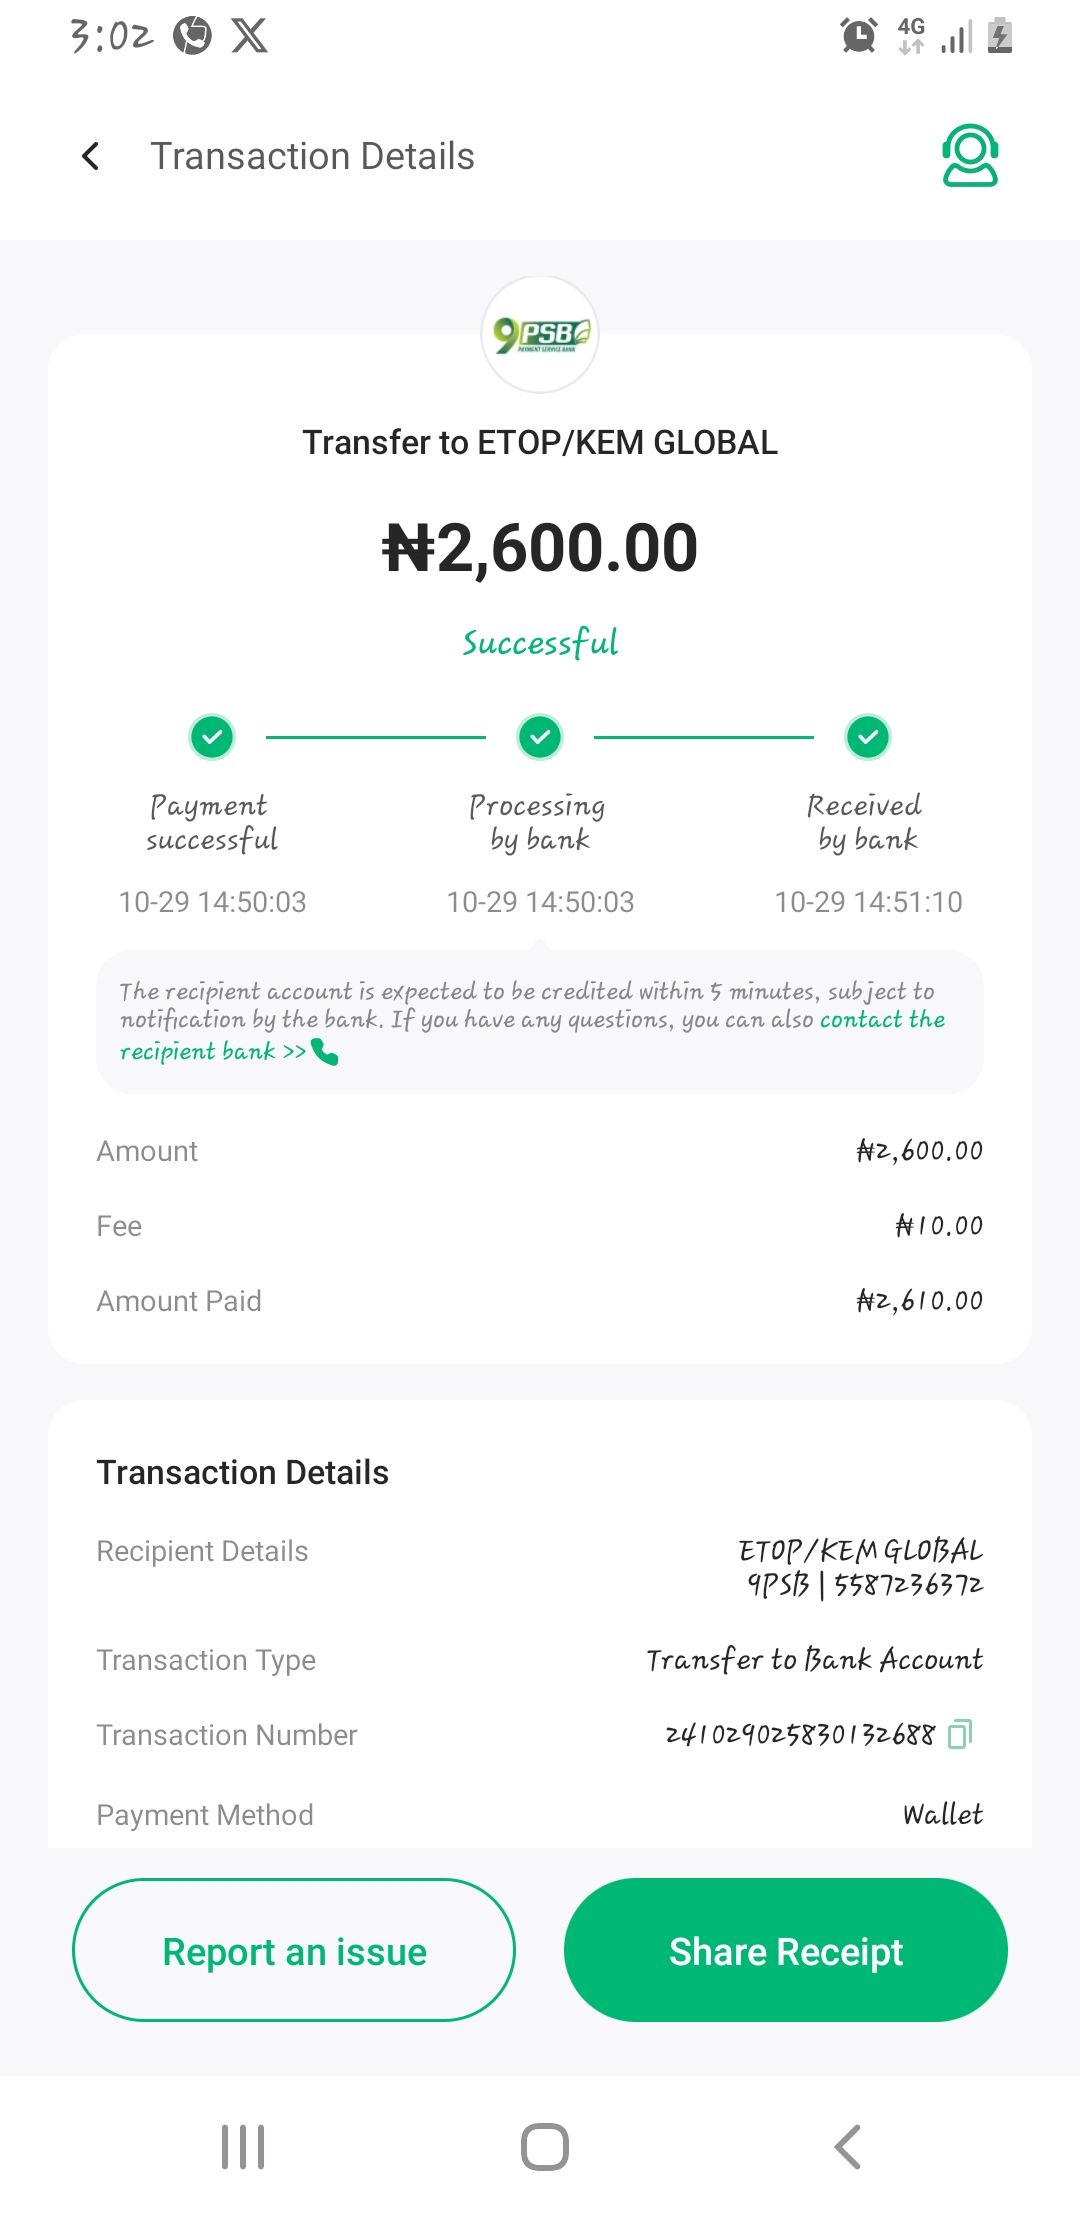 3:02
4G
Transaction Details
9PSB
PAYMENT SERVICE BANK
Transfer to ETOP/KEM GLOBAL
₦2,600.00
Successful
Payment successful
Processing by bank
Received by bank
10-29 14:50:03
10-29 14:50:03
10-29 14:51:10
The recipient account is expected to be credited within 5 minutes, subject to
notification by the bank. If you have any questions, you can also contact the
recipient bank >>
Amount ₦2,600.00
Fee ₦10.00
Amount Paid ₦2,610.00
Transaction Details
Recipient Details ETOP/KEM GLOBAL
9PSB | 5587236372
Transaction Type Transfer to Bank Account
Transaction Number 241029025830132688
Payment Method Wallet
Report an issue
Share Receipt